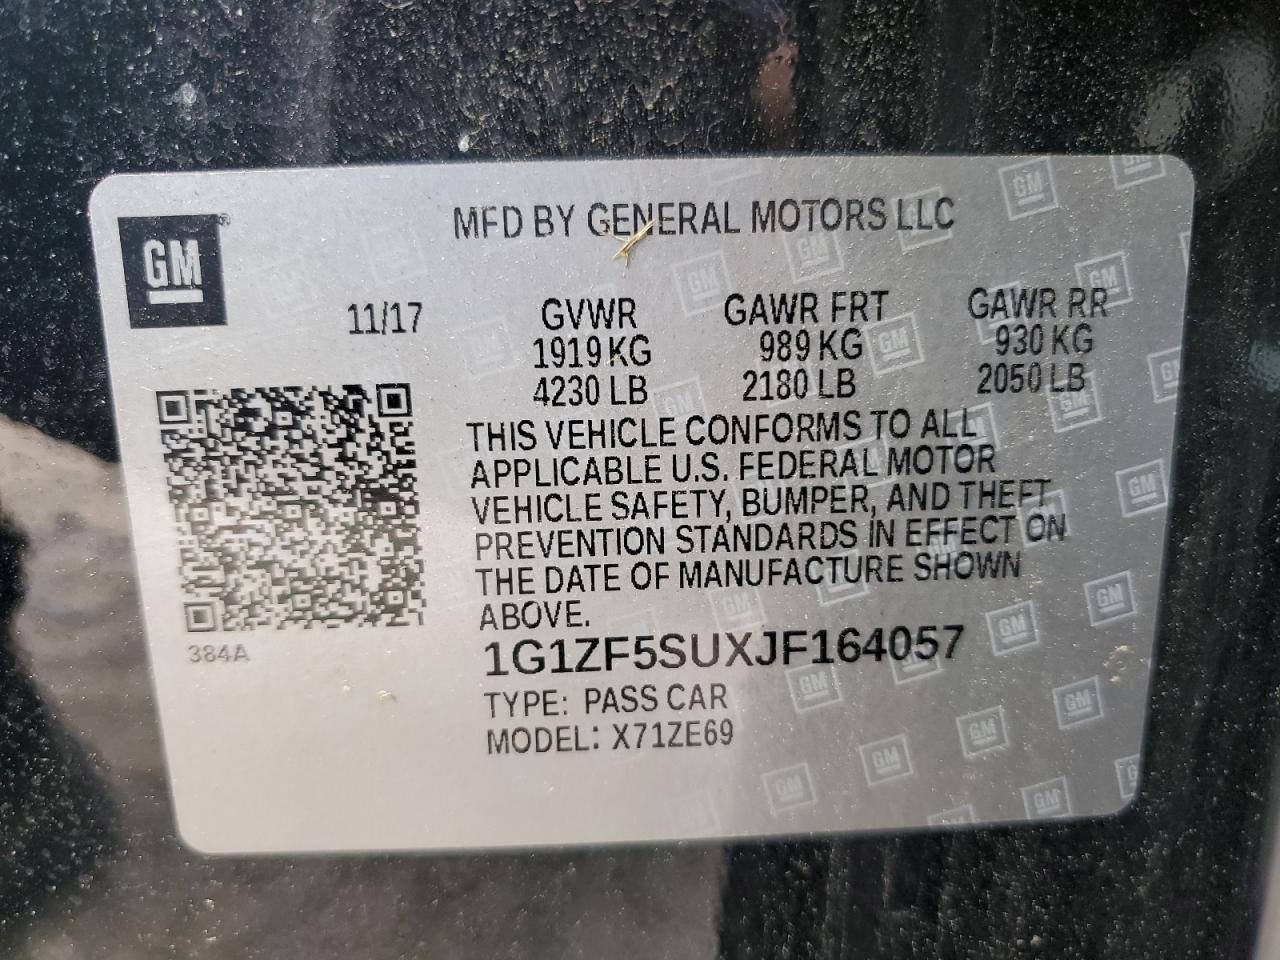 MFD BY GENERAL MOTORS LLC
GM®
11/17
GVWR GAWR FRT GAWR RR
1919 KG 989 KG 930 KG
4230 LB 2180 LB 2050 LB
THIS VEHICLE CONFORMS TO ALL
APPLICABLE U.S. FEDERAL MOTOR
VEHICLE SAFETY, BUMPER, AND THEFT
PREVENTION STANDARDS IN EFFECT ON
THE DATE OF MANUFACTURE SHOWN
ABOVE.
384A
1G1ZF5SUXJF164057
TYPE: PASS CAR
MODEL: X71ZE69